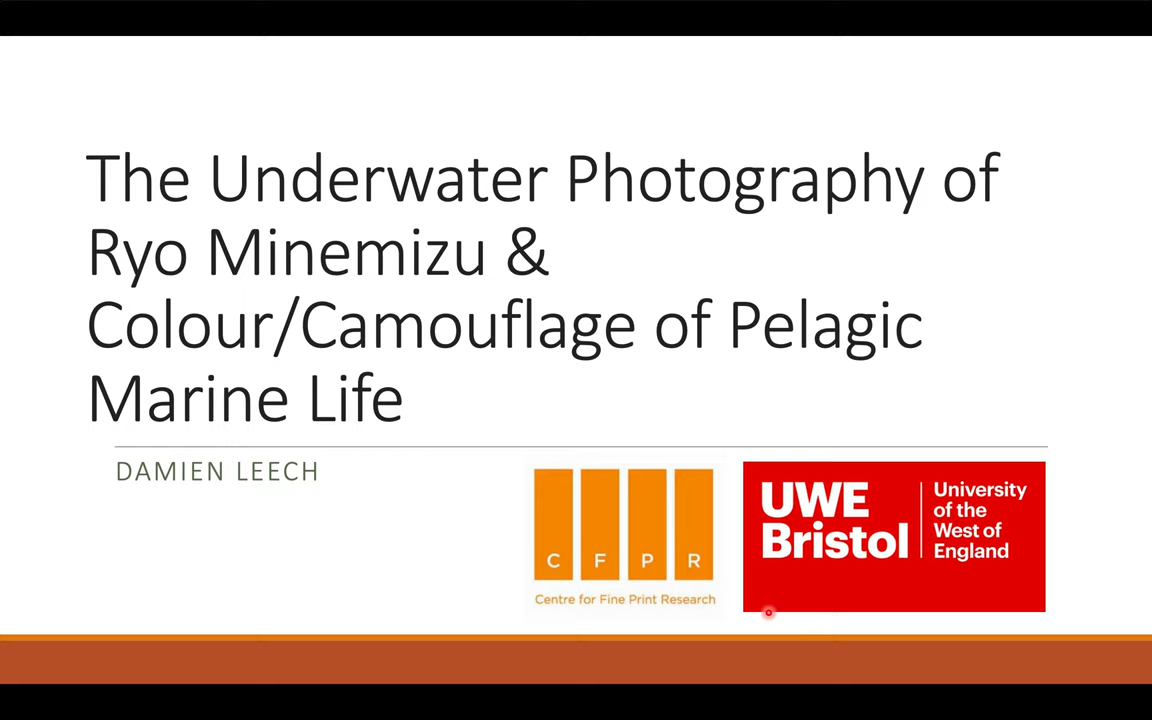 The Underwater Photography of
Ryo Minemizu &
Colour/Camouflage of Pelagic
Marine Life
DAMIEN LEECH
C F P R
Centre for Fine Print Research
UWE
Bristol
University
of the
West of
England